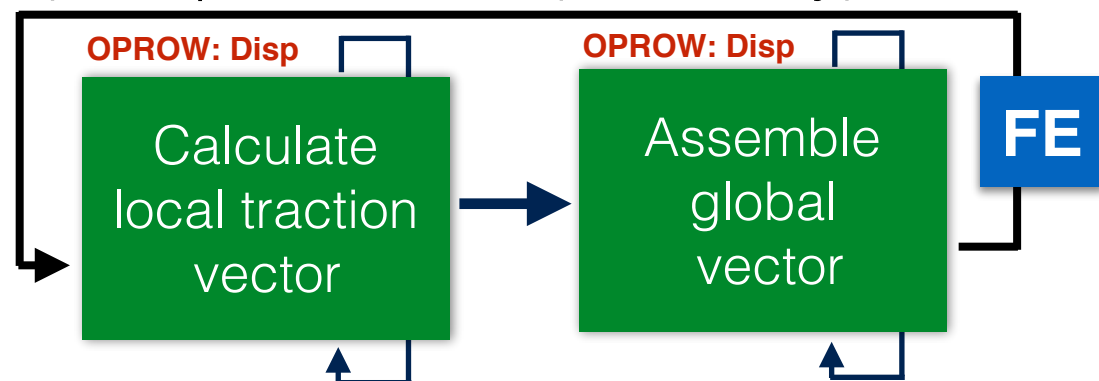 OPROW: Disp
OPROW: Disp
Calculate
local traction
vector
Assemble
global
vector
FE